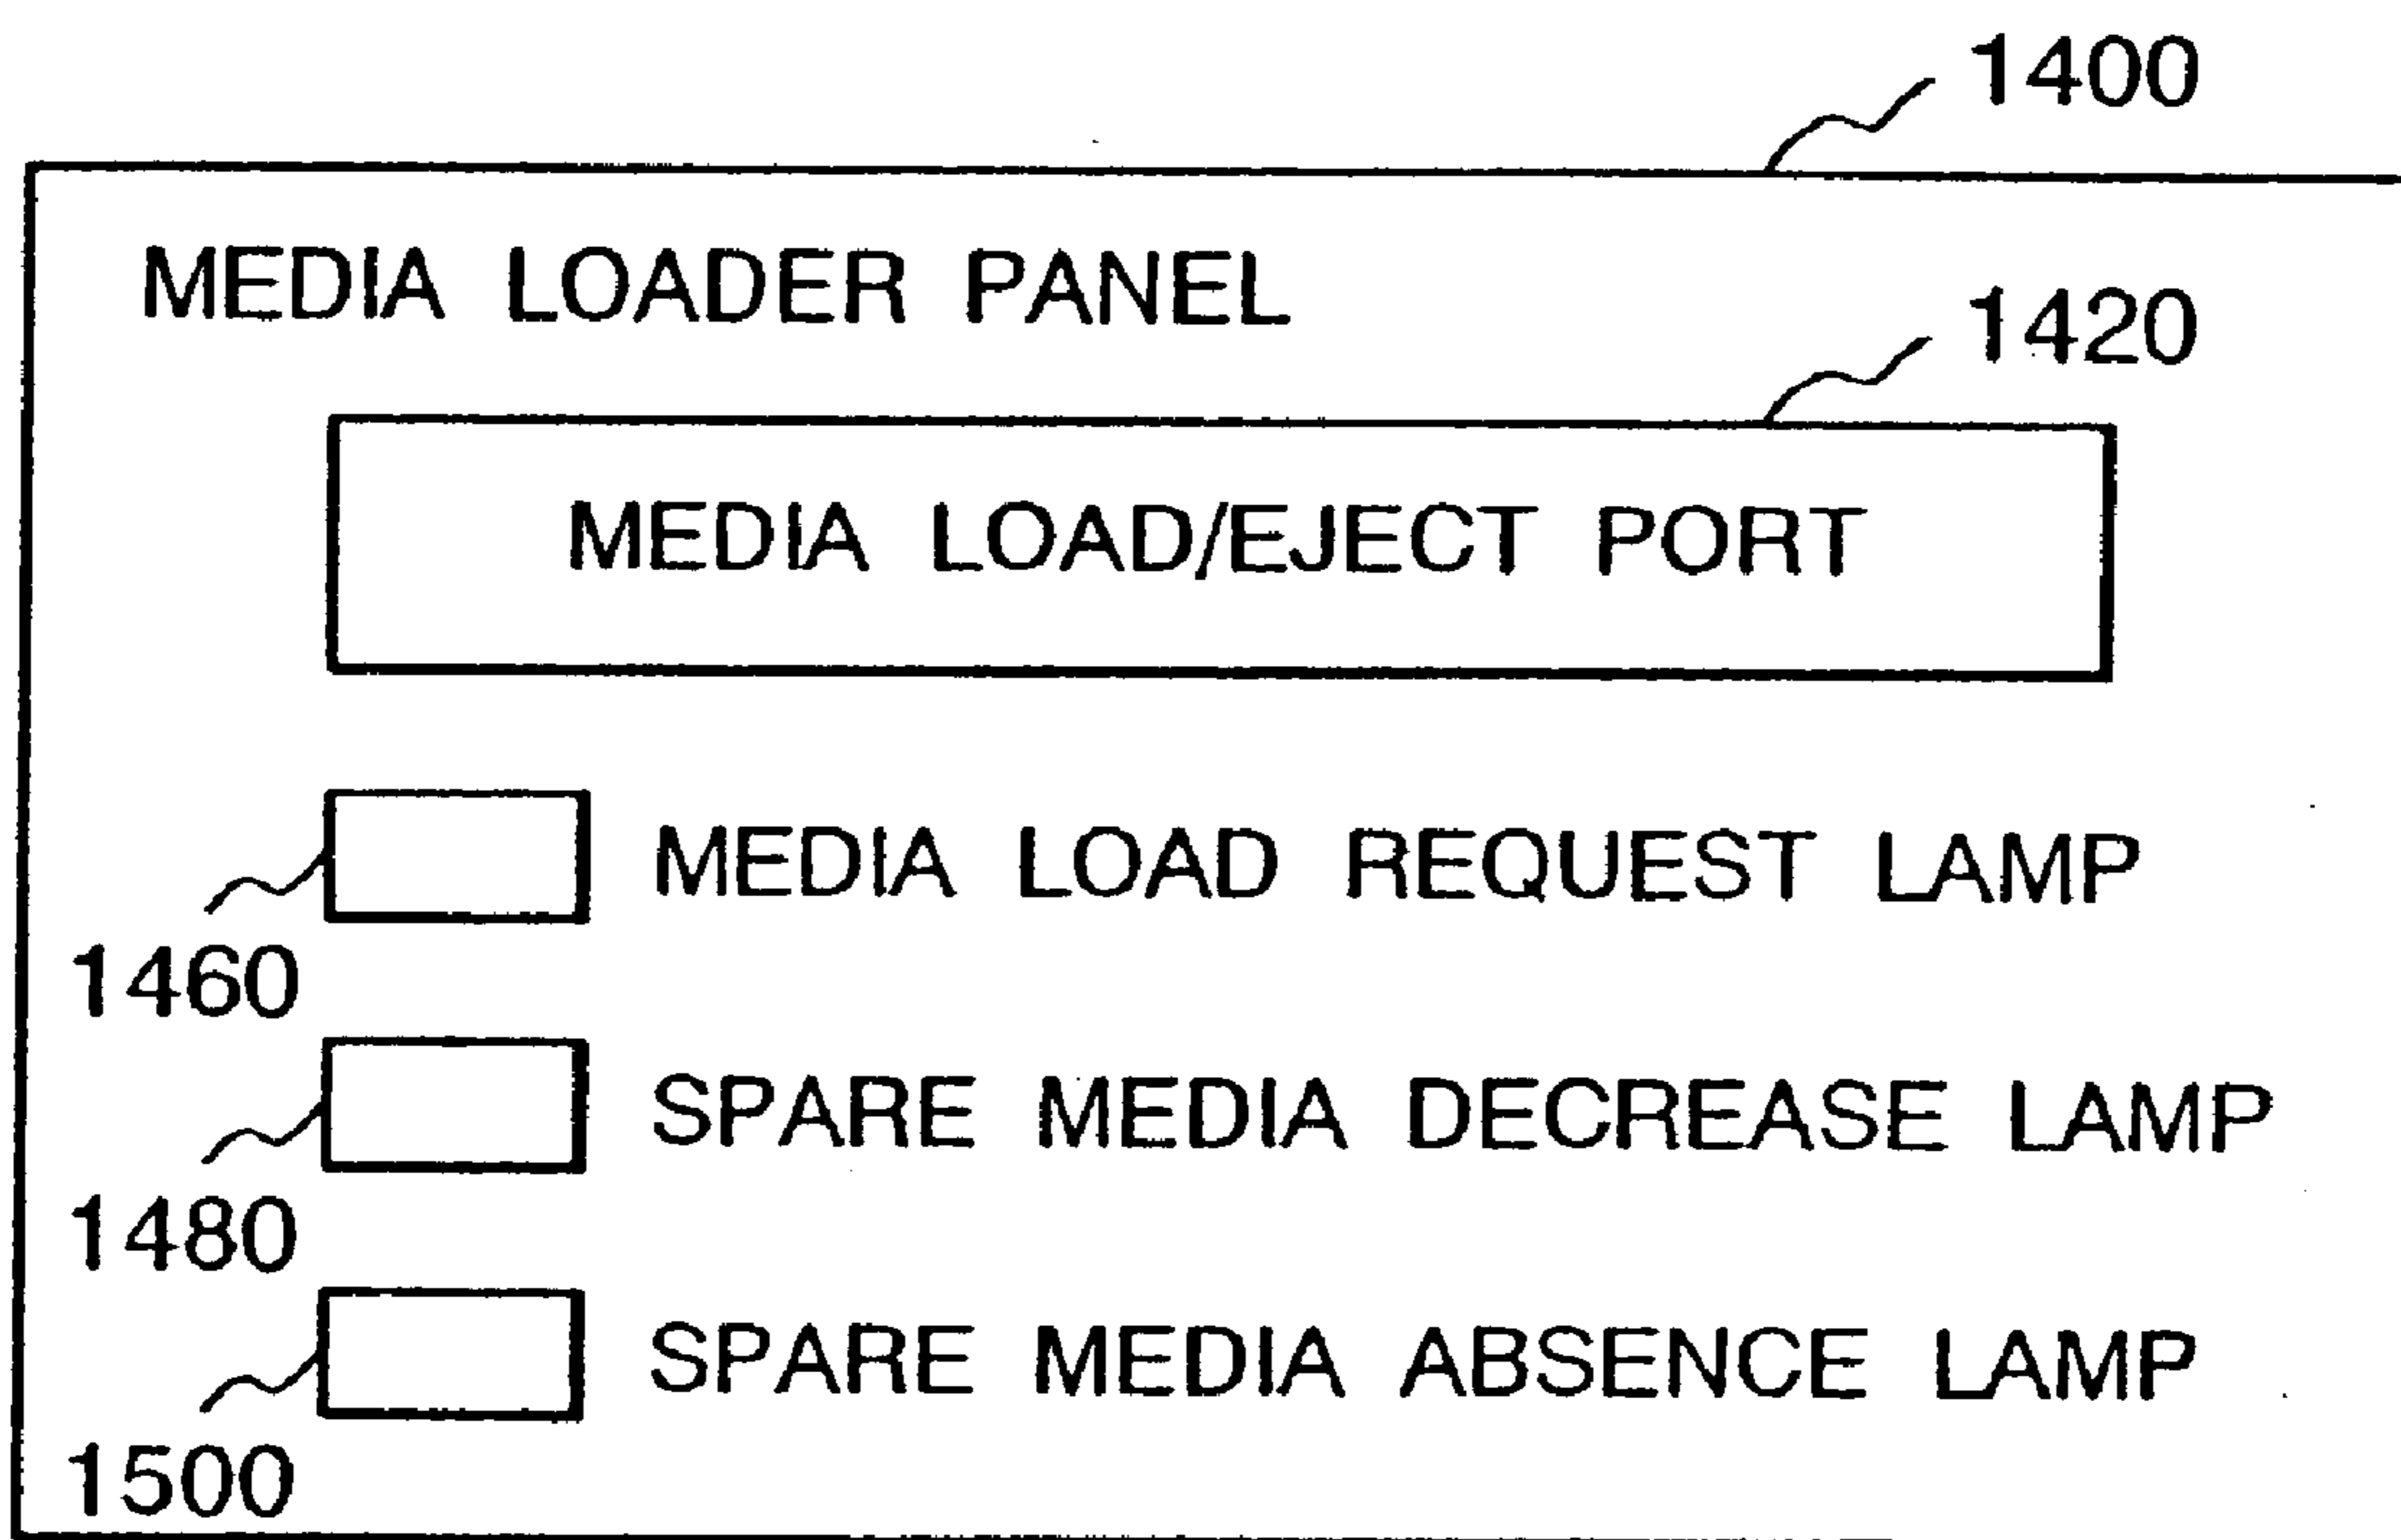 1400
MEDIA LOADER PANEL
1420
MEDIA LOAD/EJECT PORT
MEDIA LOAD REQUEST LAMP
1460
SPARE MEDIA DECREASE LAMP
1480
SPARE MEDIA ABSENCE LAMP
1500